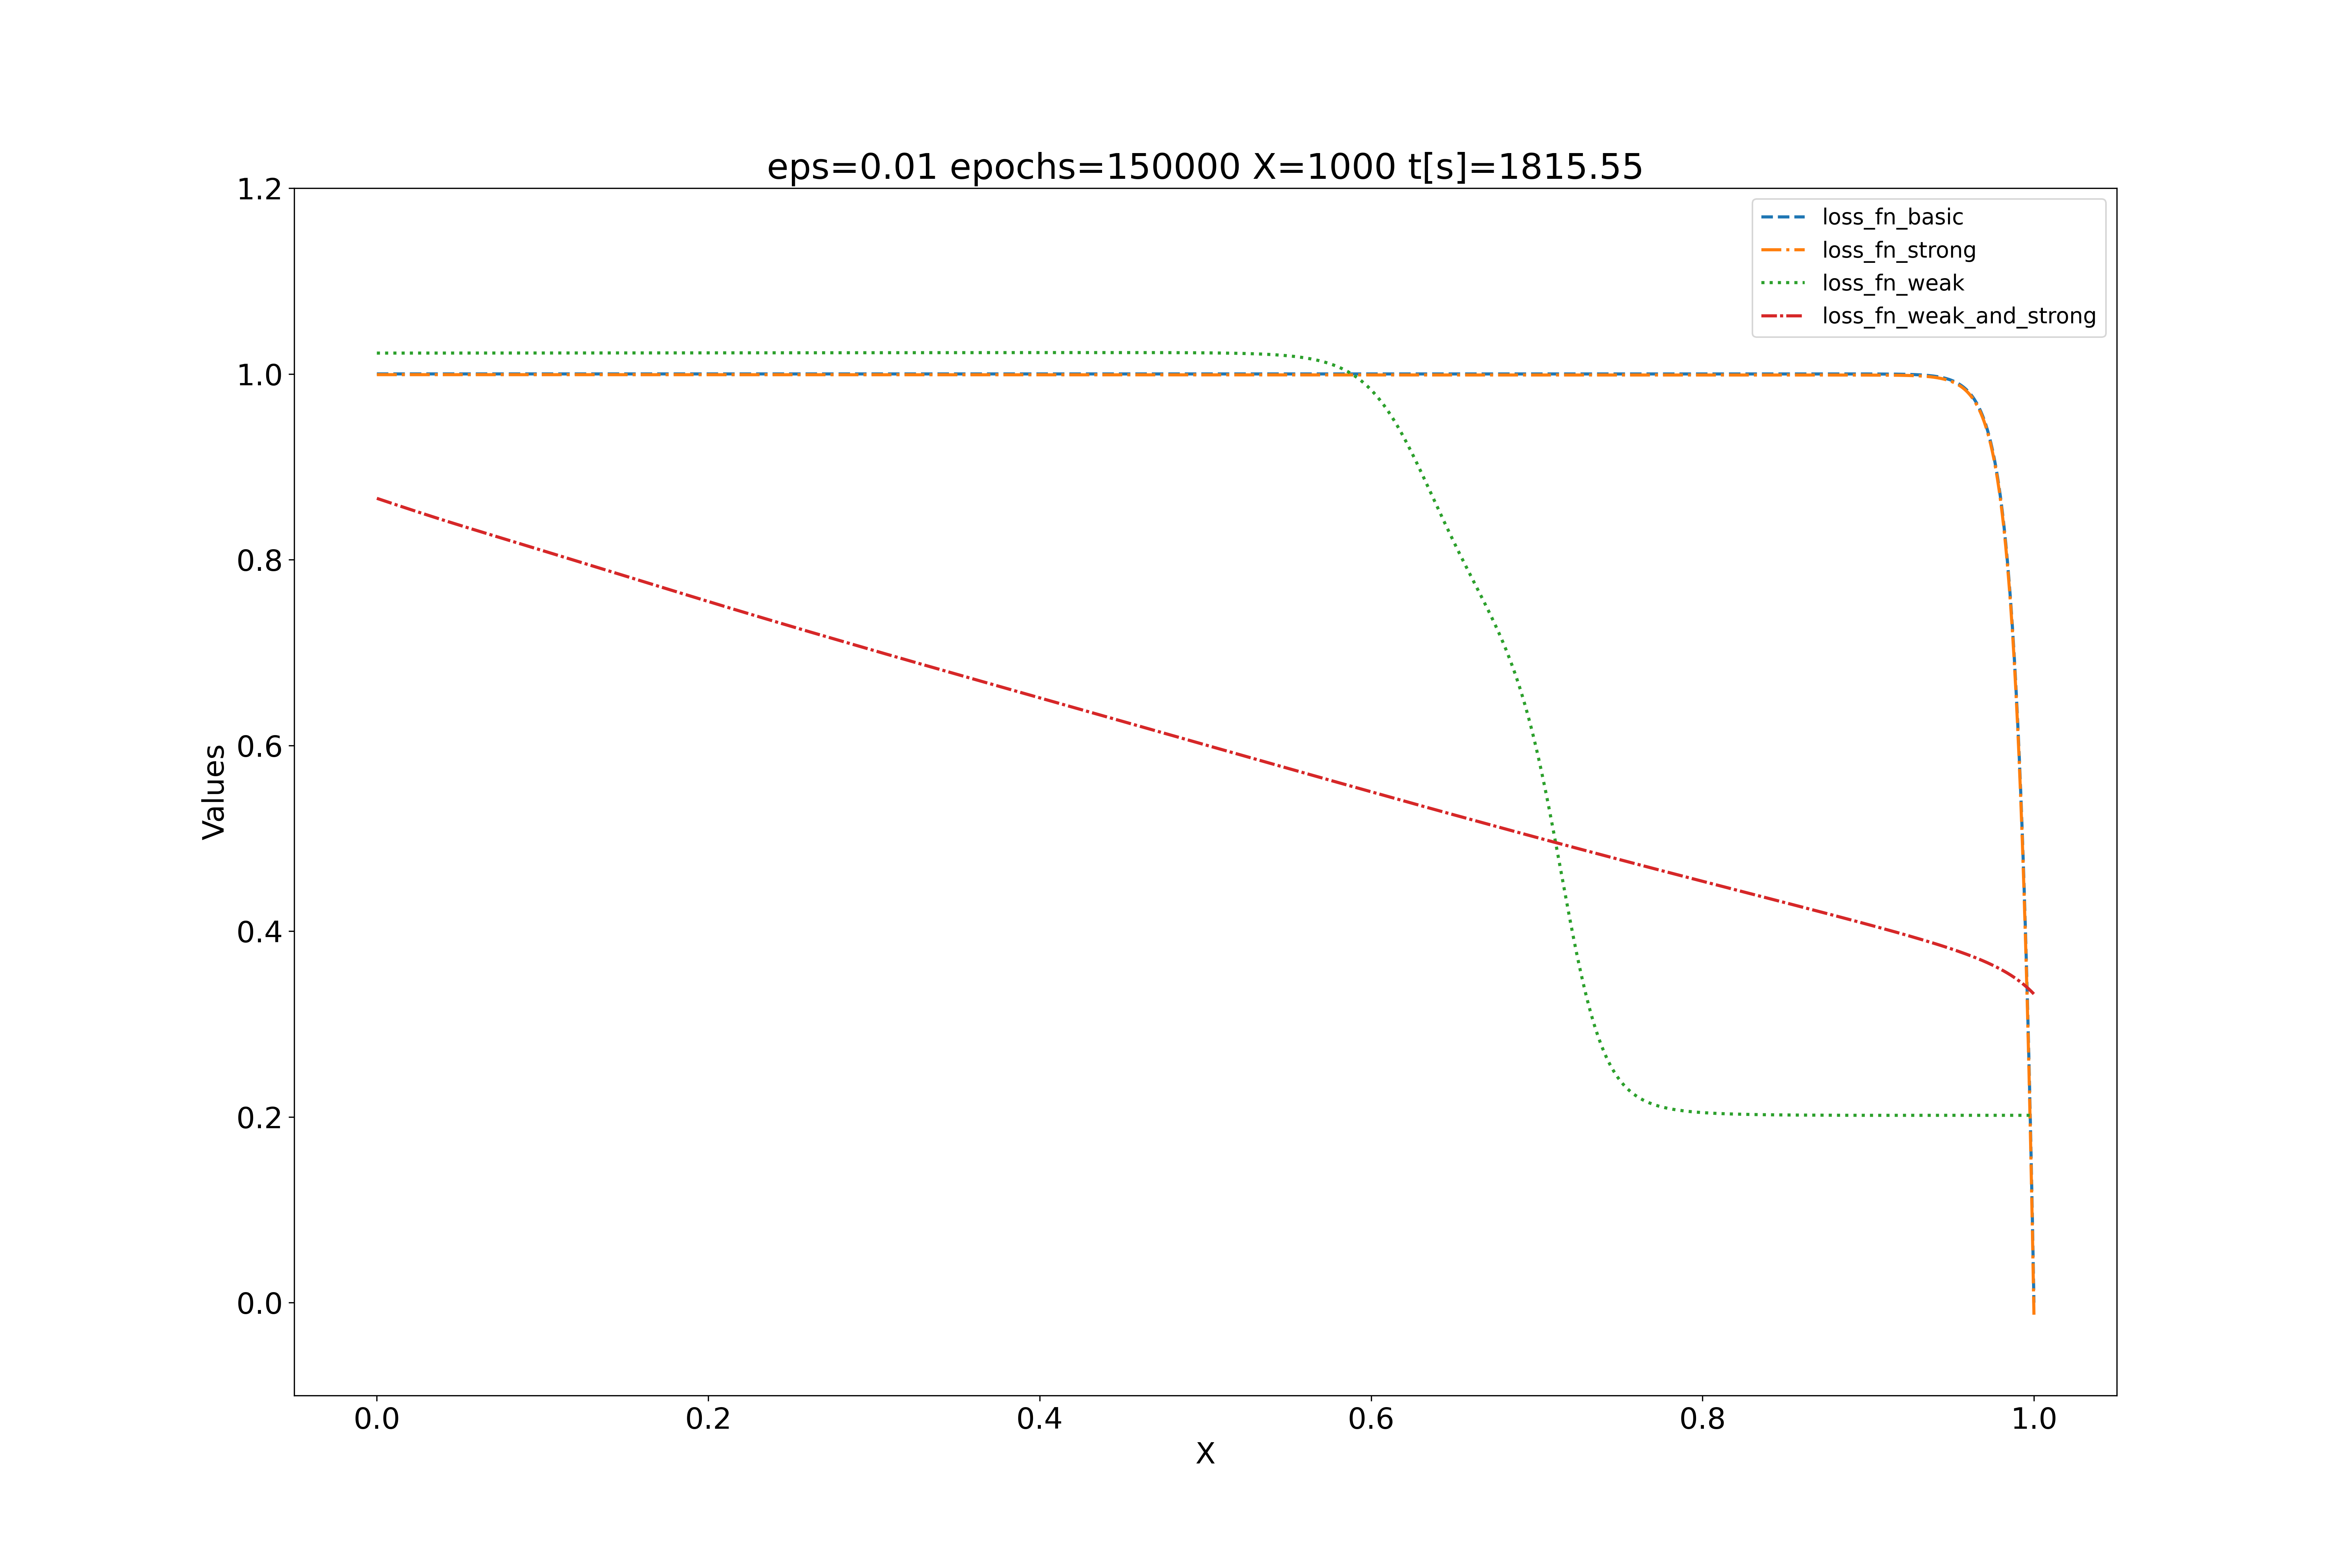 eps=0.01 epochs=150000 X=1000 t[s]=1815.55
1.2
1.0
0.8
0.6
0.4
0.2
0.0
Values
loss_fn_basic
loss_fn_strong
loss_fn_weak
loss_fn_weak_and_strong
0.0 0.2 0.4 0.6 0.8 1.0
X